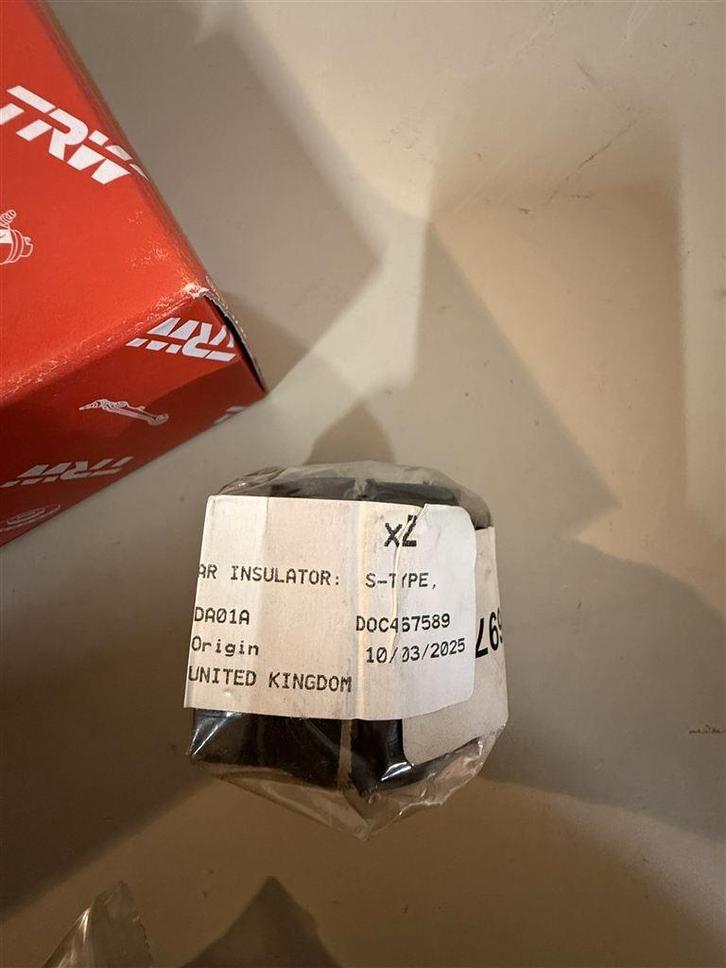 TRW
TRW
TRW
x2
AR INSULATOR: S-TYPE,
DA01A DOC467589
Origin 10/03/2025
UNITED KINGDOM